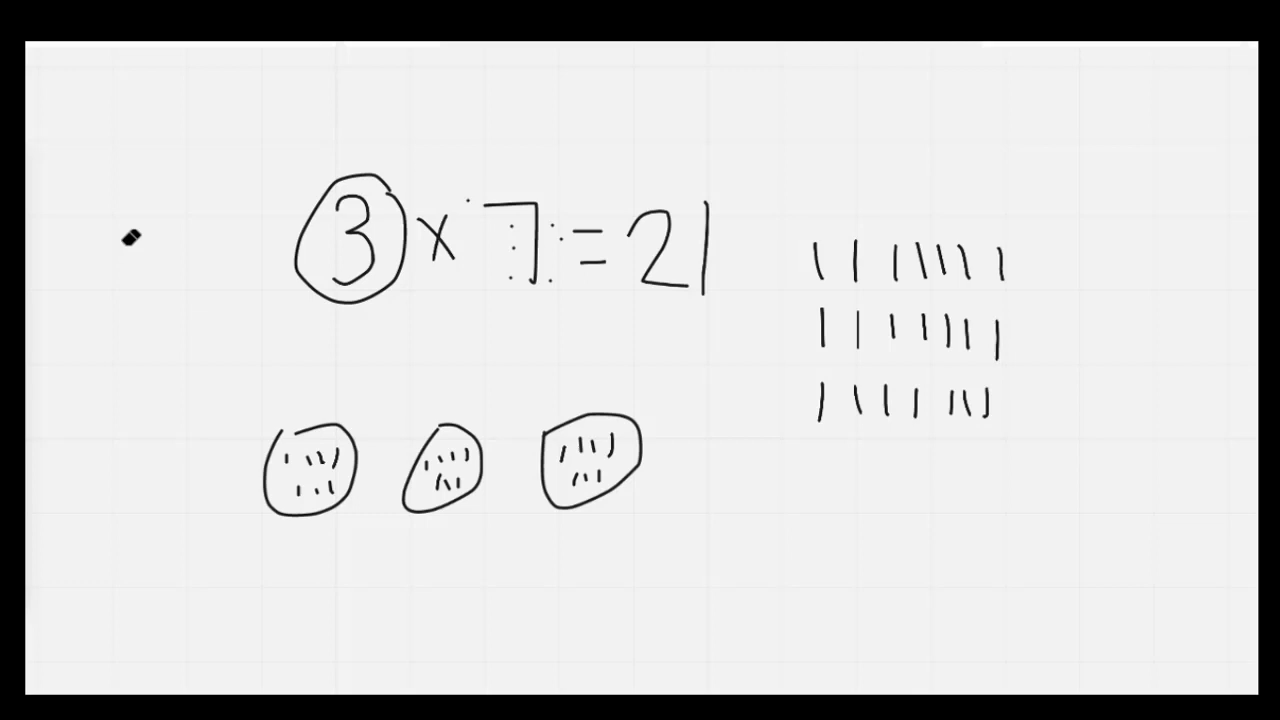 3 x 7 = 21